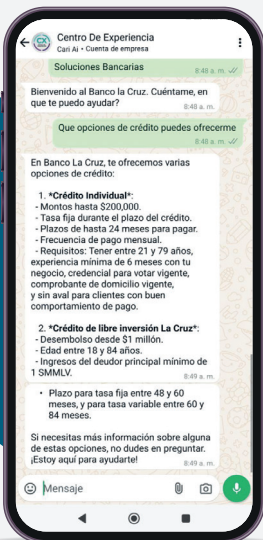 Centro De Experiencia
Cari Ai • Cuenta de empresa
Soluciones Bancarias
8:48 a. m.
Bienvenido al Banco la Cruz. Cuéntame, en
que te puedo ayudar?
8:48 a. m.
Que opciones de crédito puedes ofrecerme
8:48 a. m.
En Banco La Cruz, te ofrecemos varias
opciones de crédito:
1. *Crédito Individual*:
- Montos hasta $200,000.
- Tasa fija durante el plazo del crédito.
- Plazos de hasta 24 meses para pagar.
- Frecuencia de pago mensual.
- Requisitos: Tener entre 21 y 79 años,
experiencia mínima de 6 meses con tu
negocio, credencial para votar vigente,
comprobante de domicilio vigente,
y sin aval para clientes con buen
comportamiento de pago.
2. *Crédito de libre inversión La Cruz*:
- Desembolso desde $1 millón.
- Edad entre 18 y 84 años.
- Ingresos del deudor principal mínimo de
1 SMMLV.
8:49 a. m.
• Plazo para tasa fija entre 48 y 60
meses, y para tasa variable entre 60 y
84 meses.
Si necesitas más información sobre alguna
de estas opciones, no dudes en preguntar.
¡Estoy aquí para ayudarte!
8:49 a. m.
Mensaje